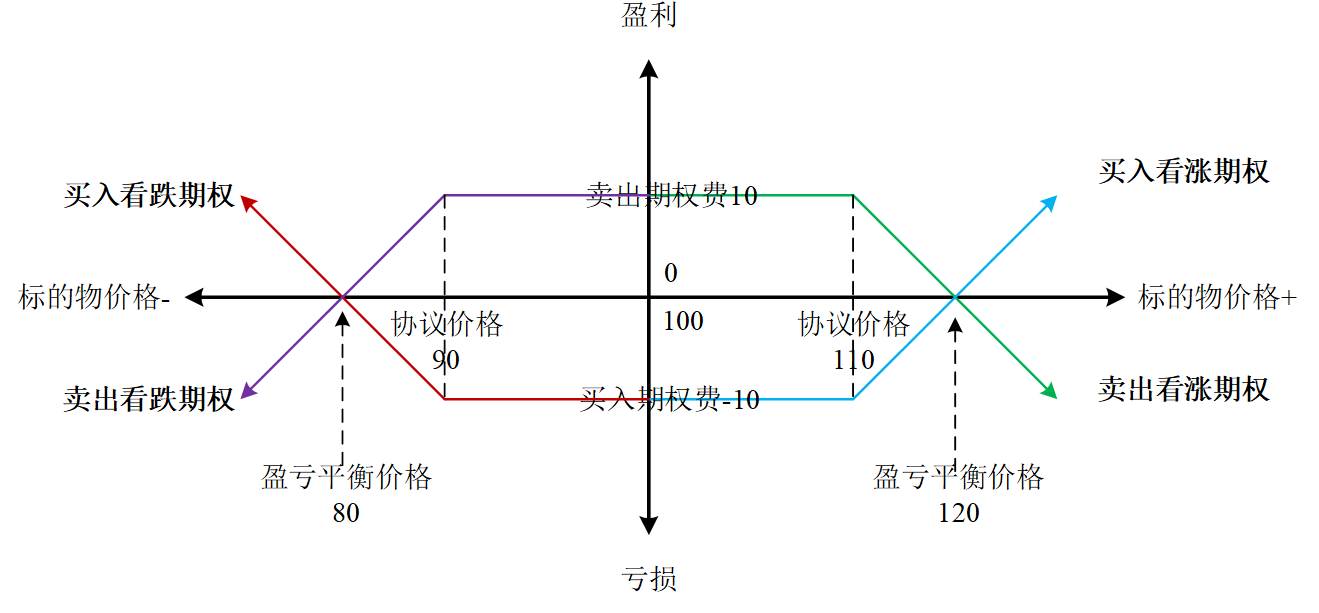 盈利
买入看涨期权
买入看跌期权
卖出期权费10
0
标的物价格-
标的物价格+
100
协议价格
90
协议价格
110
卖出看跌期权
买入期权费-10
卖出看涨期权
盈亏平衡价格
80
盈亏平衡价格
120
亏损